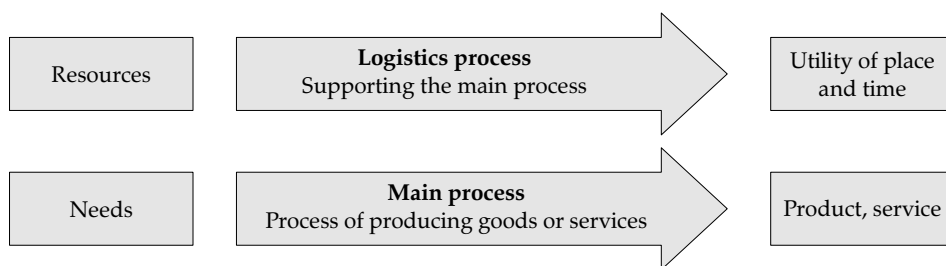 Resources
Logistics process
Supporting the main process
Utility of place
and time
Needs
Main process
Process of producing goods or services
Product, service